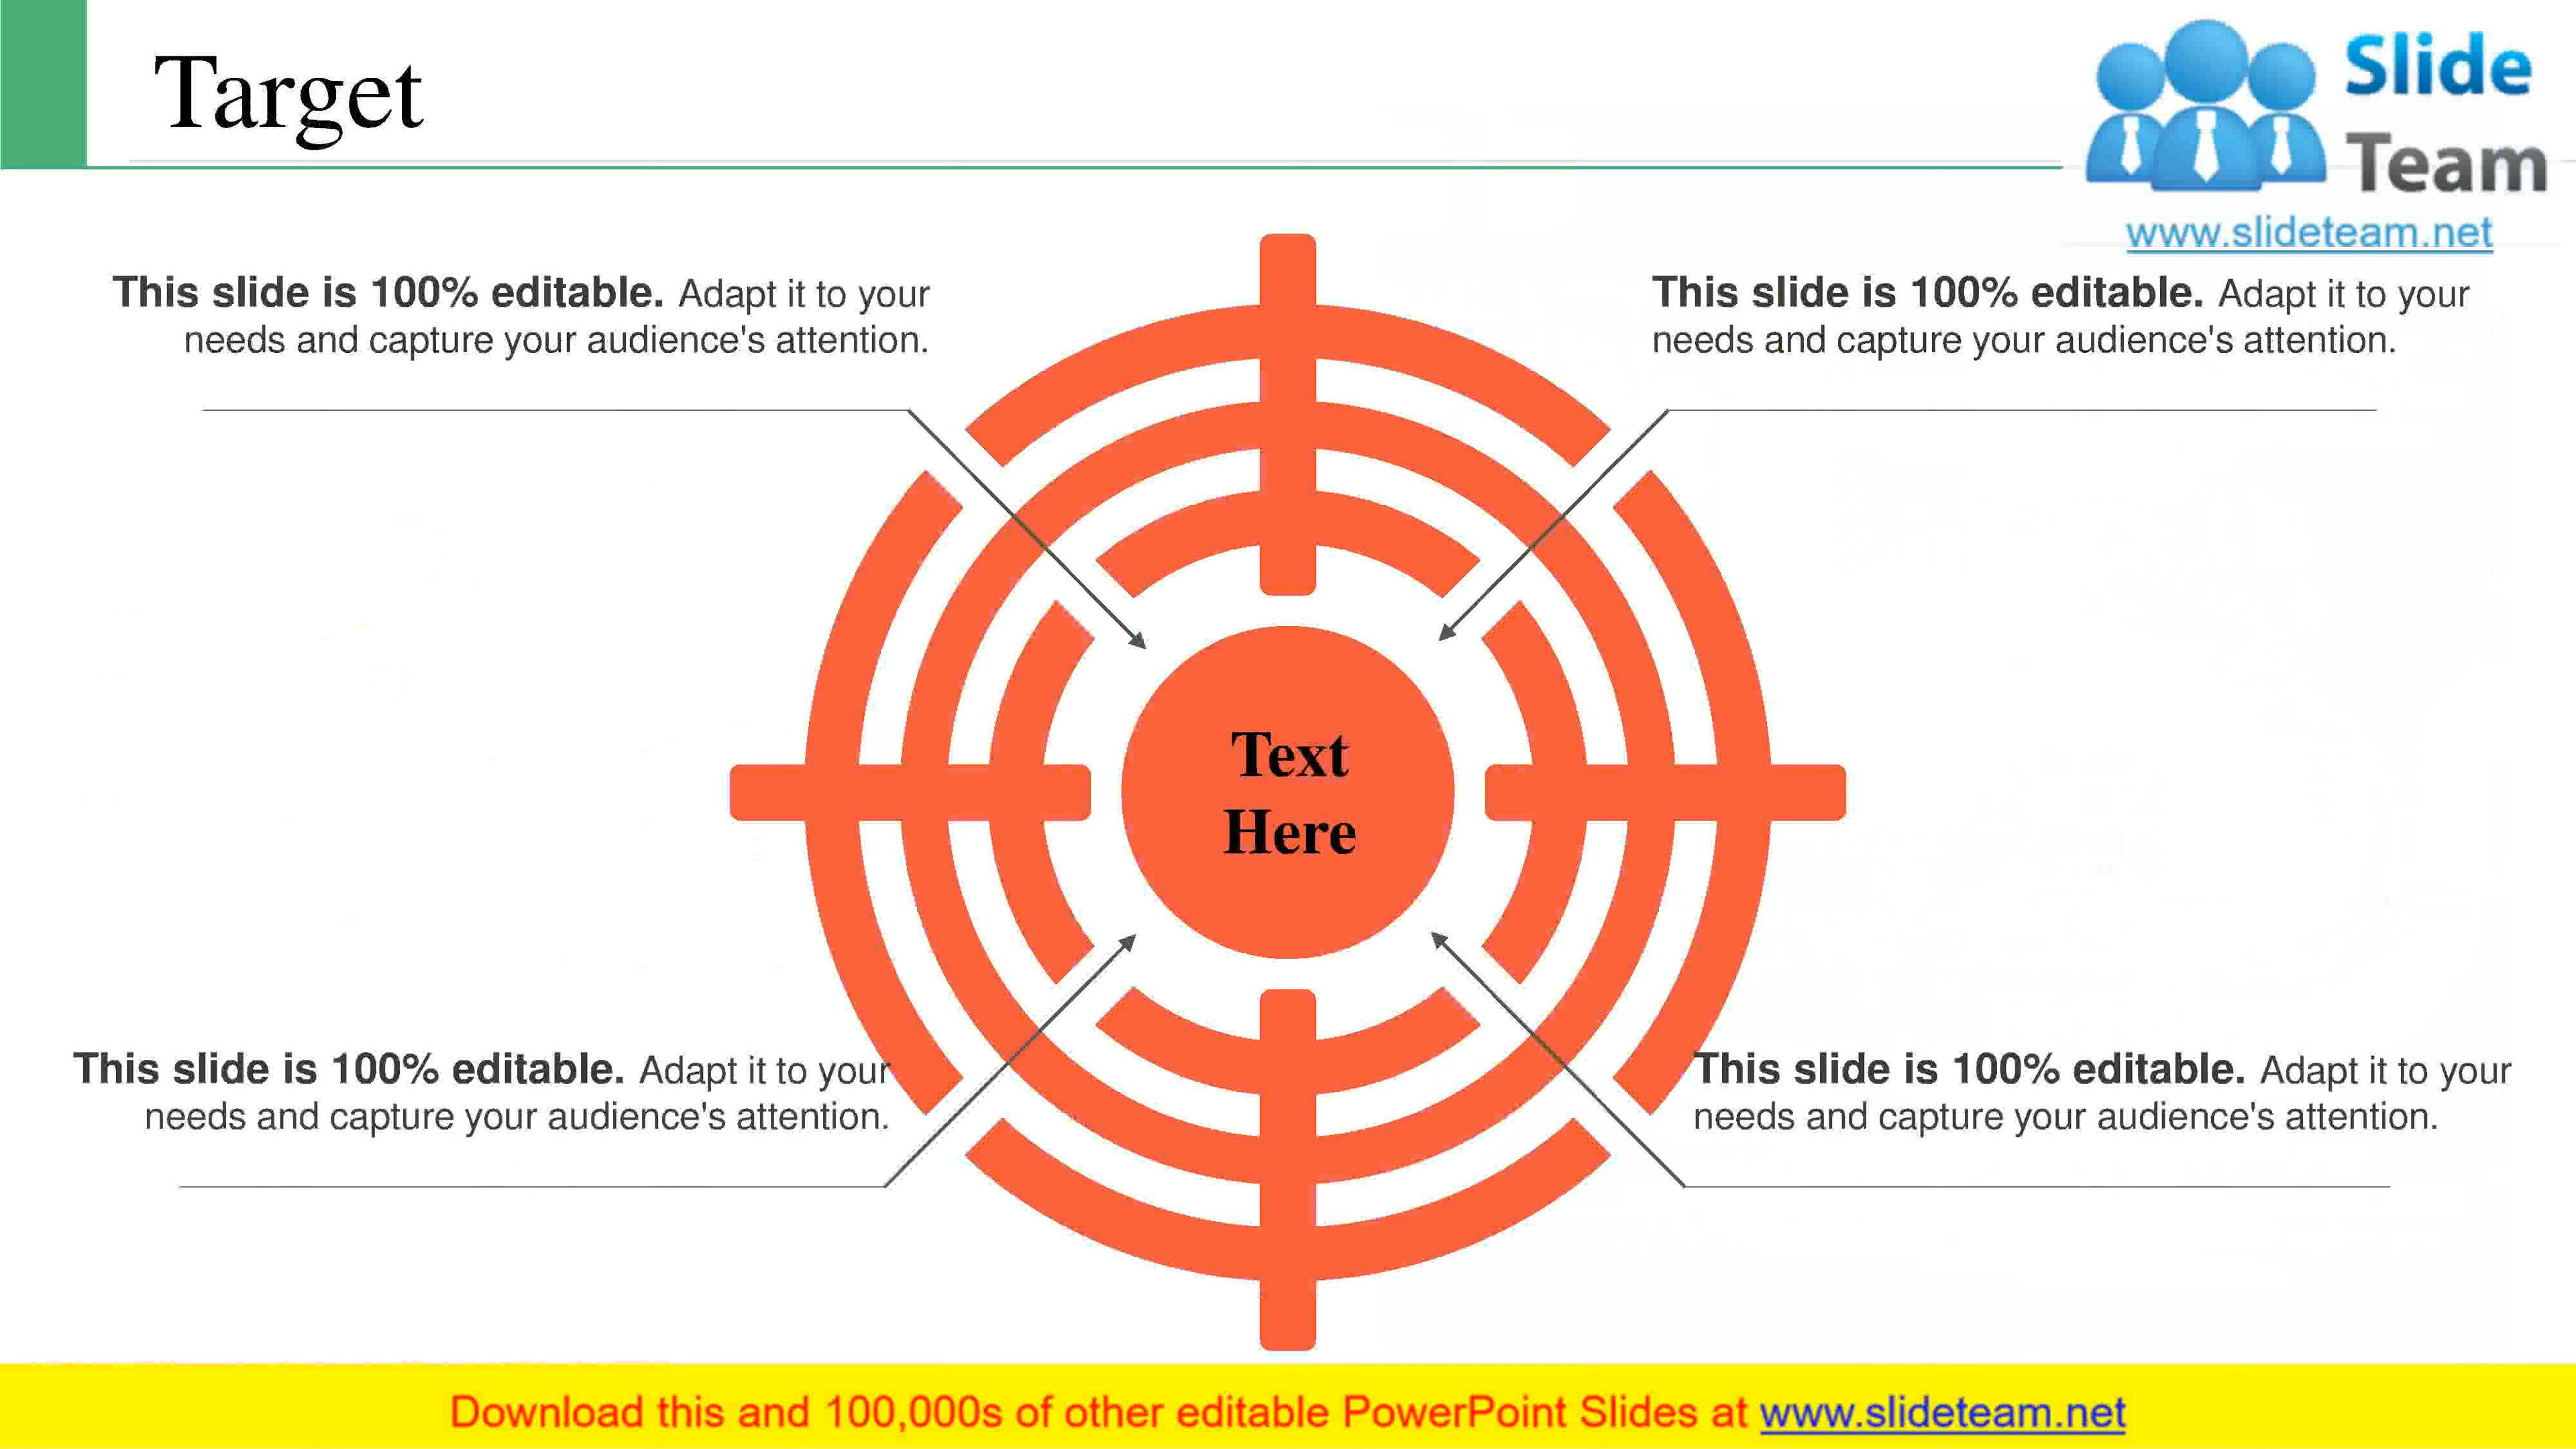 Target
Slide
Team
www.slideteam.net
This slide is 100% editable. Adapt it to your
needs and capture your audience's attention.
This slide is 100% editable. Adapt it to your
needs and capture your audience's attention.
Text
Here
This slide is 100% editable. Adapt it to your
needs and capture your audience's attention.
This slide is 100% editable. Adapt it to your
needs and capture your audience's attention.
Download this and 100,000s of other editable PowerPoint Slides at www.slideteam.net